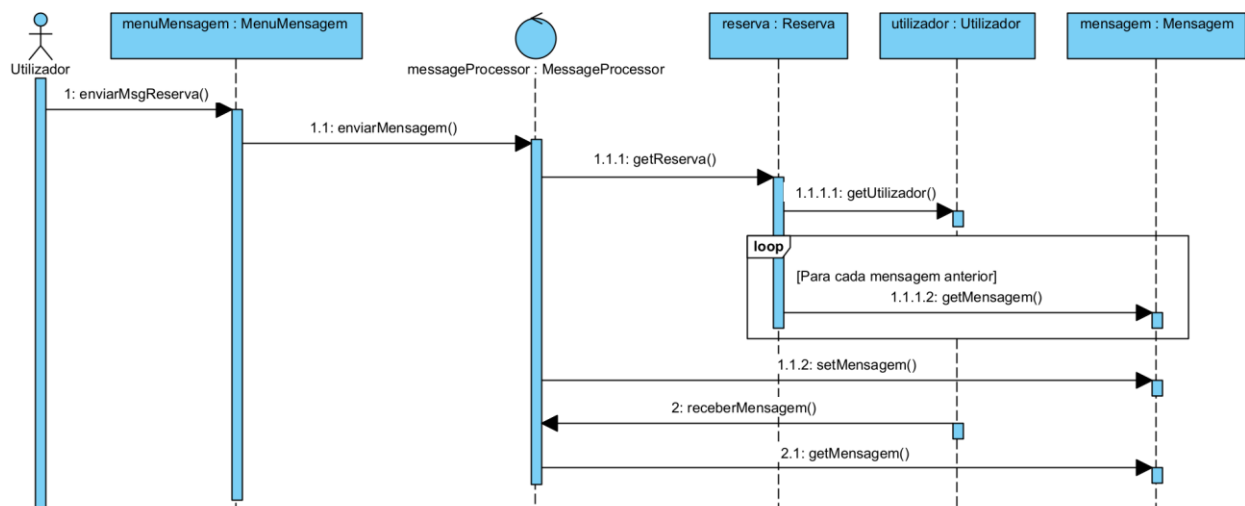 menuMensagem : MenuMensagem
reserva : Reserva
utilizador : Utilizador
mensagem : Mensagem
Utilizador
messageProcessor : MessageProcessor
1: enviarMsgReserva()
1.1: enviarMensagem()
1.1.1: getReserva()
1.1.1.1: getUtilizador()
loop
[Para cada mensagem anterior]
1.1.1.2: getMensagem()
1.1.2: setMensagem()
2: receberMensagem()
2.1: getMensagem()